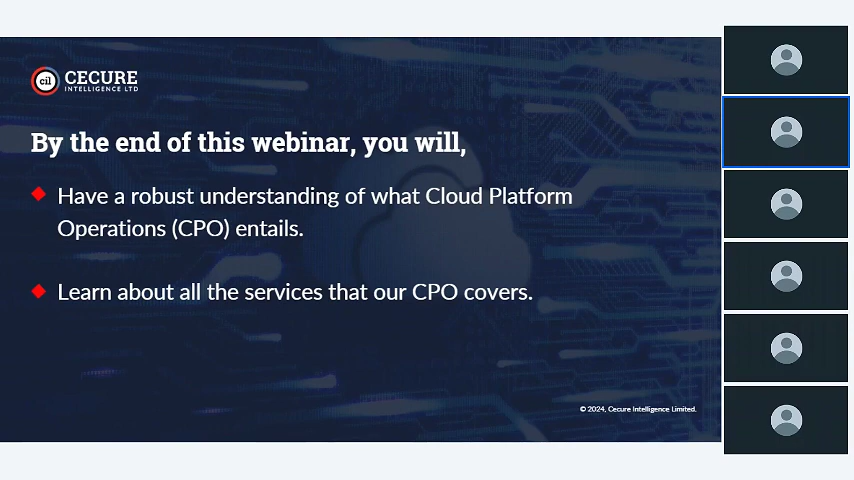 cil
CECURE
INTELLIGENCE LTD
By the end of this webinar, you will,
Have a robust understanding of what Cloud Platform
Operations (CPO) entails.
Learn about all the services that our CPO covers.
© 2024, Cecure Intelligence Limited.